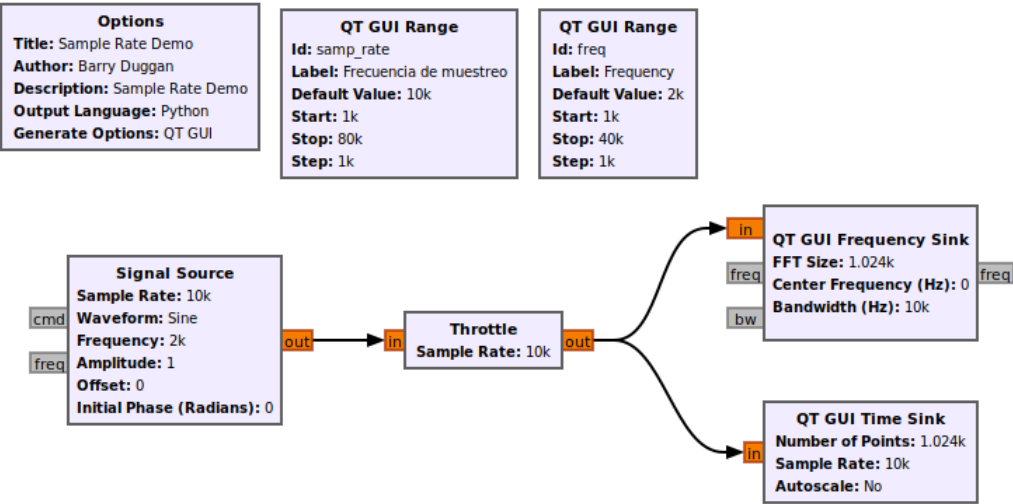 Options
Title: Sample Rate Demo
Author: Barry Duggan
Description: Sample Rate Demo
Output Language: Python
Generate Options: QT GUI
QT GUI Range
Id: samp_rate
Label: Frecuencia de muestreo
Default Value: 10k
Start: 1k
Stop: 80k
Step: 1k
QT GUI Range
Id: freq
Label: Frequency
Default Value: 2k
Start: 1k
Stop: 40k
Step: 1k
Signal Source
Sample Rate: 10k
Waveform: Sine
Frequency: 2k
Amplitude: 1
Offset: 0
Initial Phase (Radians): 0
cmd
freq
out
in
Throttle
Sample Rate: 10k
out
in
freq
bw
QT GUI Frequency Sink
FFT Size: 1.024k
Center Frequency (Hz): 0
Bandwidth (Hz): 10k
freq
in
QT GUI Time Sink
Number of Points: 1.024k
Sample Rate: 10k
Autoscale: No